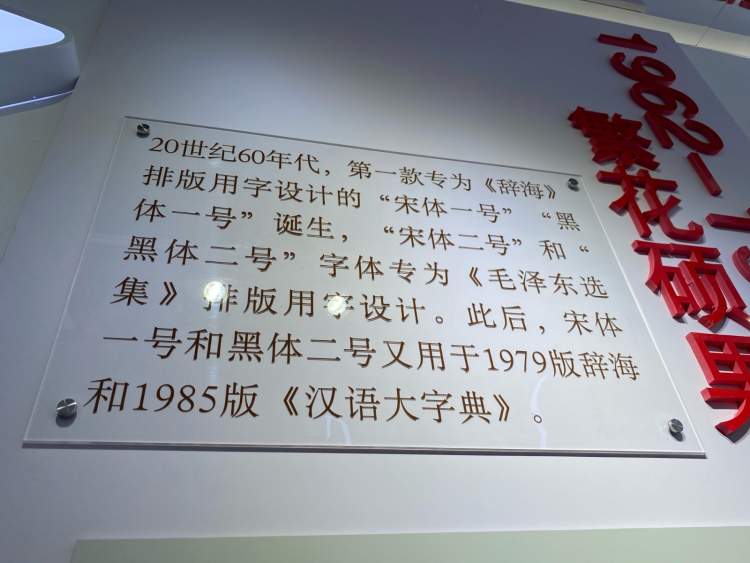 20世纪60年代，第一款专为《辞海》
排版用字设计的“宋体一号”“黑
体一号”诞生，“宋体二号”和“
黑体二号”字体专为《毛泽东选
集》排版用字设计。此后，宋体
一号和黑体二号又用于1979版辞海
和1985版《汉语大字典》。
1962-19
繁花硕果